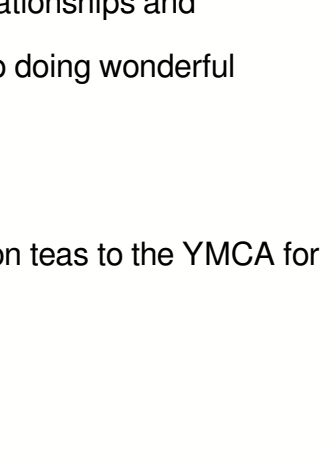 ationships and
o doing wonderful
on teas to the YMCA for